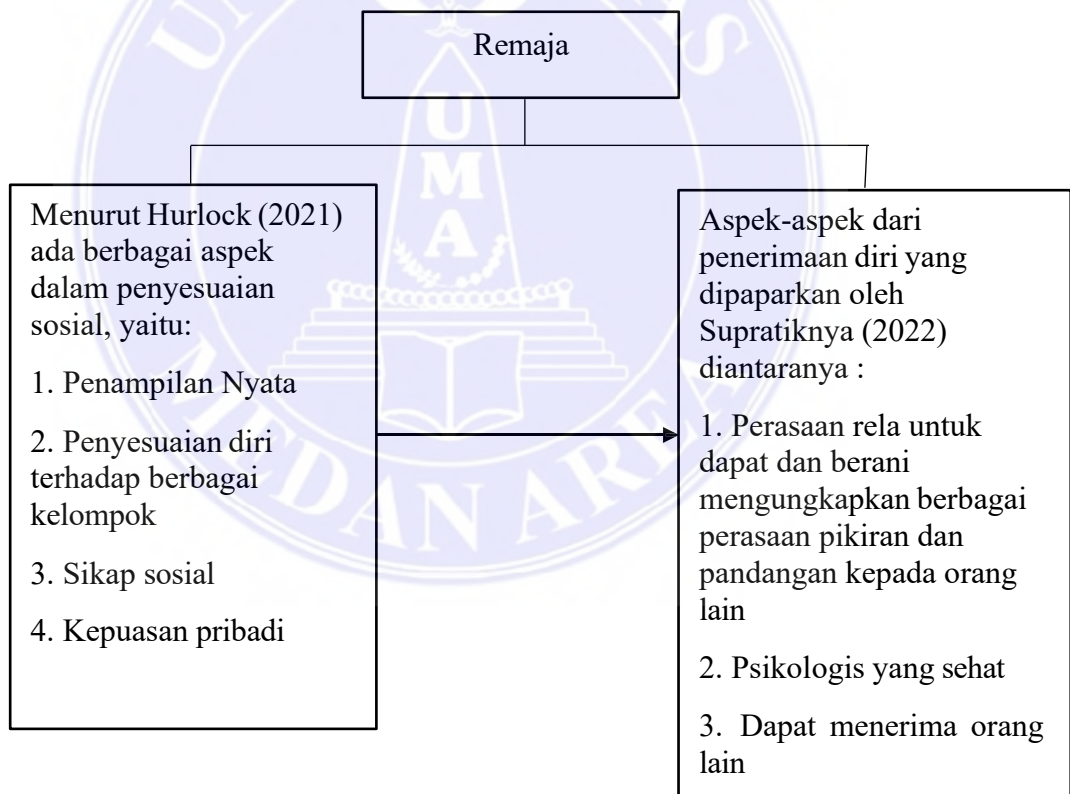 Remaja
Menurut Hurlock (2021)
ada berbagai aspek
dalam penyesuaian
sosial, yaitu:
1. Penampilan Nyata
2. Penyesuaian diri
terhadap berbagai
kelompok
3. Sikap sosial
4. Kepuasan pribadi
Aspek-aspek dari
penerimaan diri yang
dipaparkan oleh
Supratiknya (2022)
diantaranya :
1. Perasaan rela untuk
dapat dan berani
mengungkapkan berbagai
perasaan pikiran dan
pandangan kepada orang
lain
2. Psikologis yang sehat
3. Dapat menerima orang
lain
UMA
MEDAN AREA